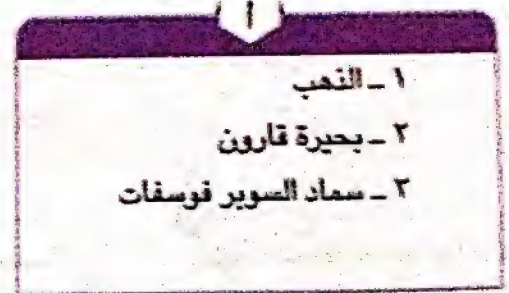 أ
١ - الذهب
٢ - بحيرة قارون
٣ - سماد السوبر فوسفات